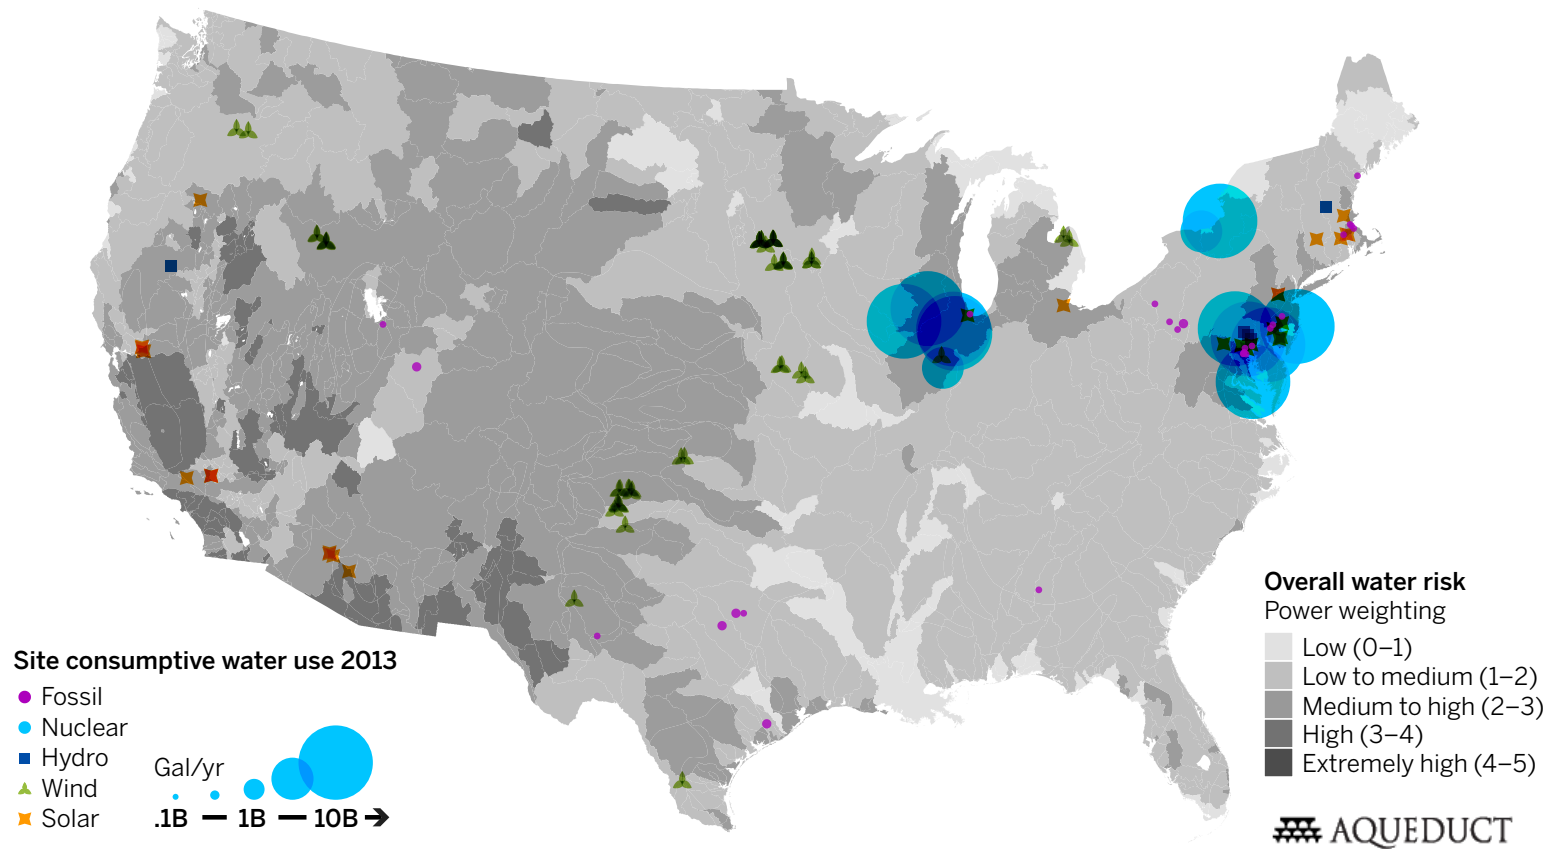 Overall water risk
Power weighting
Low (0–1)
Low to medium (1–2)
Medium to high (2–3)
High (3–4)
Extremely high (4–5)
Site consumptive water use 2013
Fossil
Nuclear
Hydro
Wind
Solar
Gal/yr
.1B — 1B — 10B →
AQUEDUCT